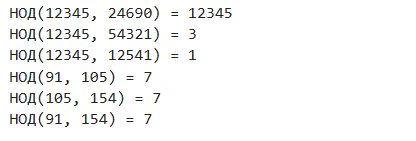 НОД(12345, 24690) = 12345
НОД(12345, 54321) = 3
НОД(12345, 12541) = 1
НОД(91, 105) = 7
НОД(105, 154) = 7
НОД(91, 154) = 7